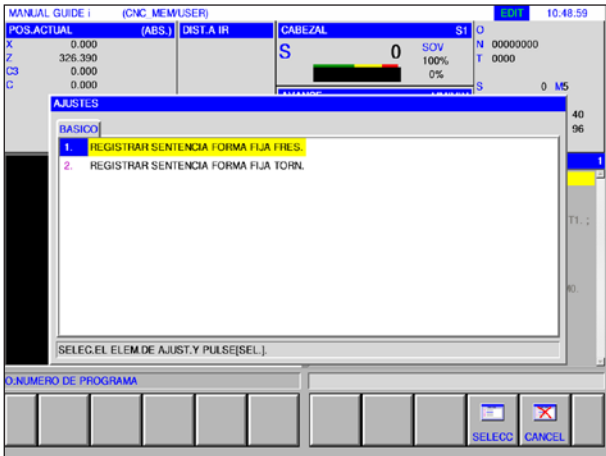 MANUAL GUIDE i (CNC_MEM/USER) EDIT 10:48:59
POS.ACTUAL (ABS.) DIST.A IR CABEZAL S1 O
X 0.000 N 00000000
Z 326.390 S 0 SOV T 0000
C3 0.000 100%
C 0.000 0% S 0 M5
AJUSTES
40
96
BASICO
1. REGISTRAR SENTENCIA FORMA FIJA FRES. 1
2. REGISTRAR SENTENCIA FORMA FIJA TORN.
T1. ;
SELEC.EL ELEM.DE AJUST.Y PULSE[SEL.].
O:NUMERO DE PROGRAMA
SELECC CANCEL